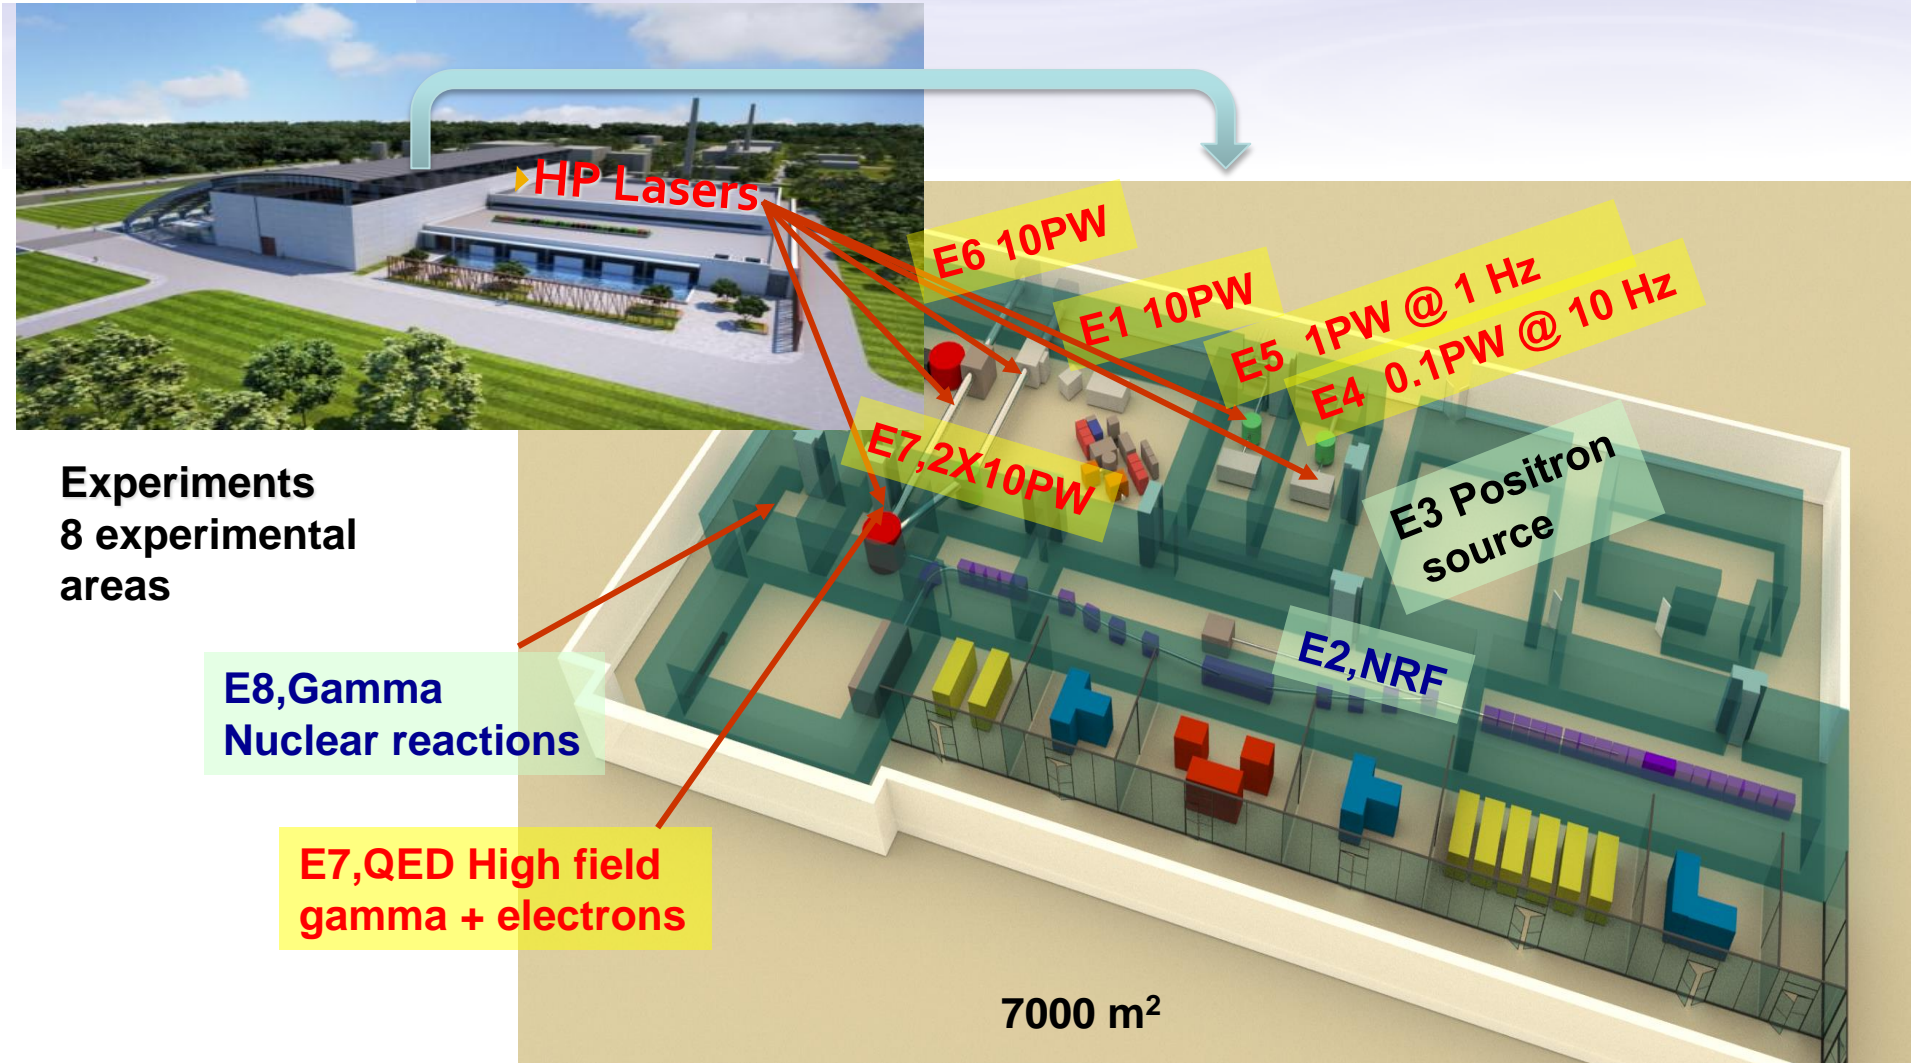 HP Lasers
E6 10PW
E1 10PW
E5 1PW @ 1 Hz
E4 0.1PW @ 10 Hz
E7,2X10PW
E3 Positron
source
Experiments
8 experimental
areas
E2,NRF
E8,Gamma
Nuclear reactions
E7,QED High field
gamma + electrons
7000 m²